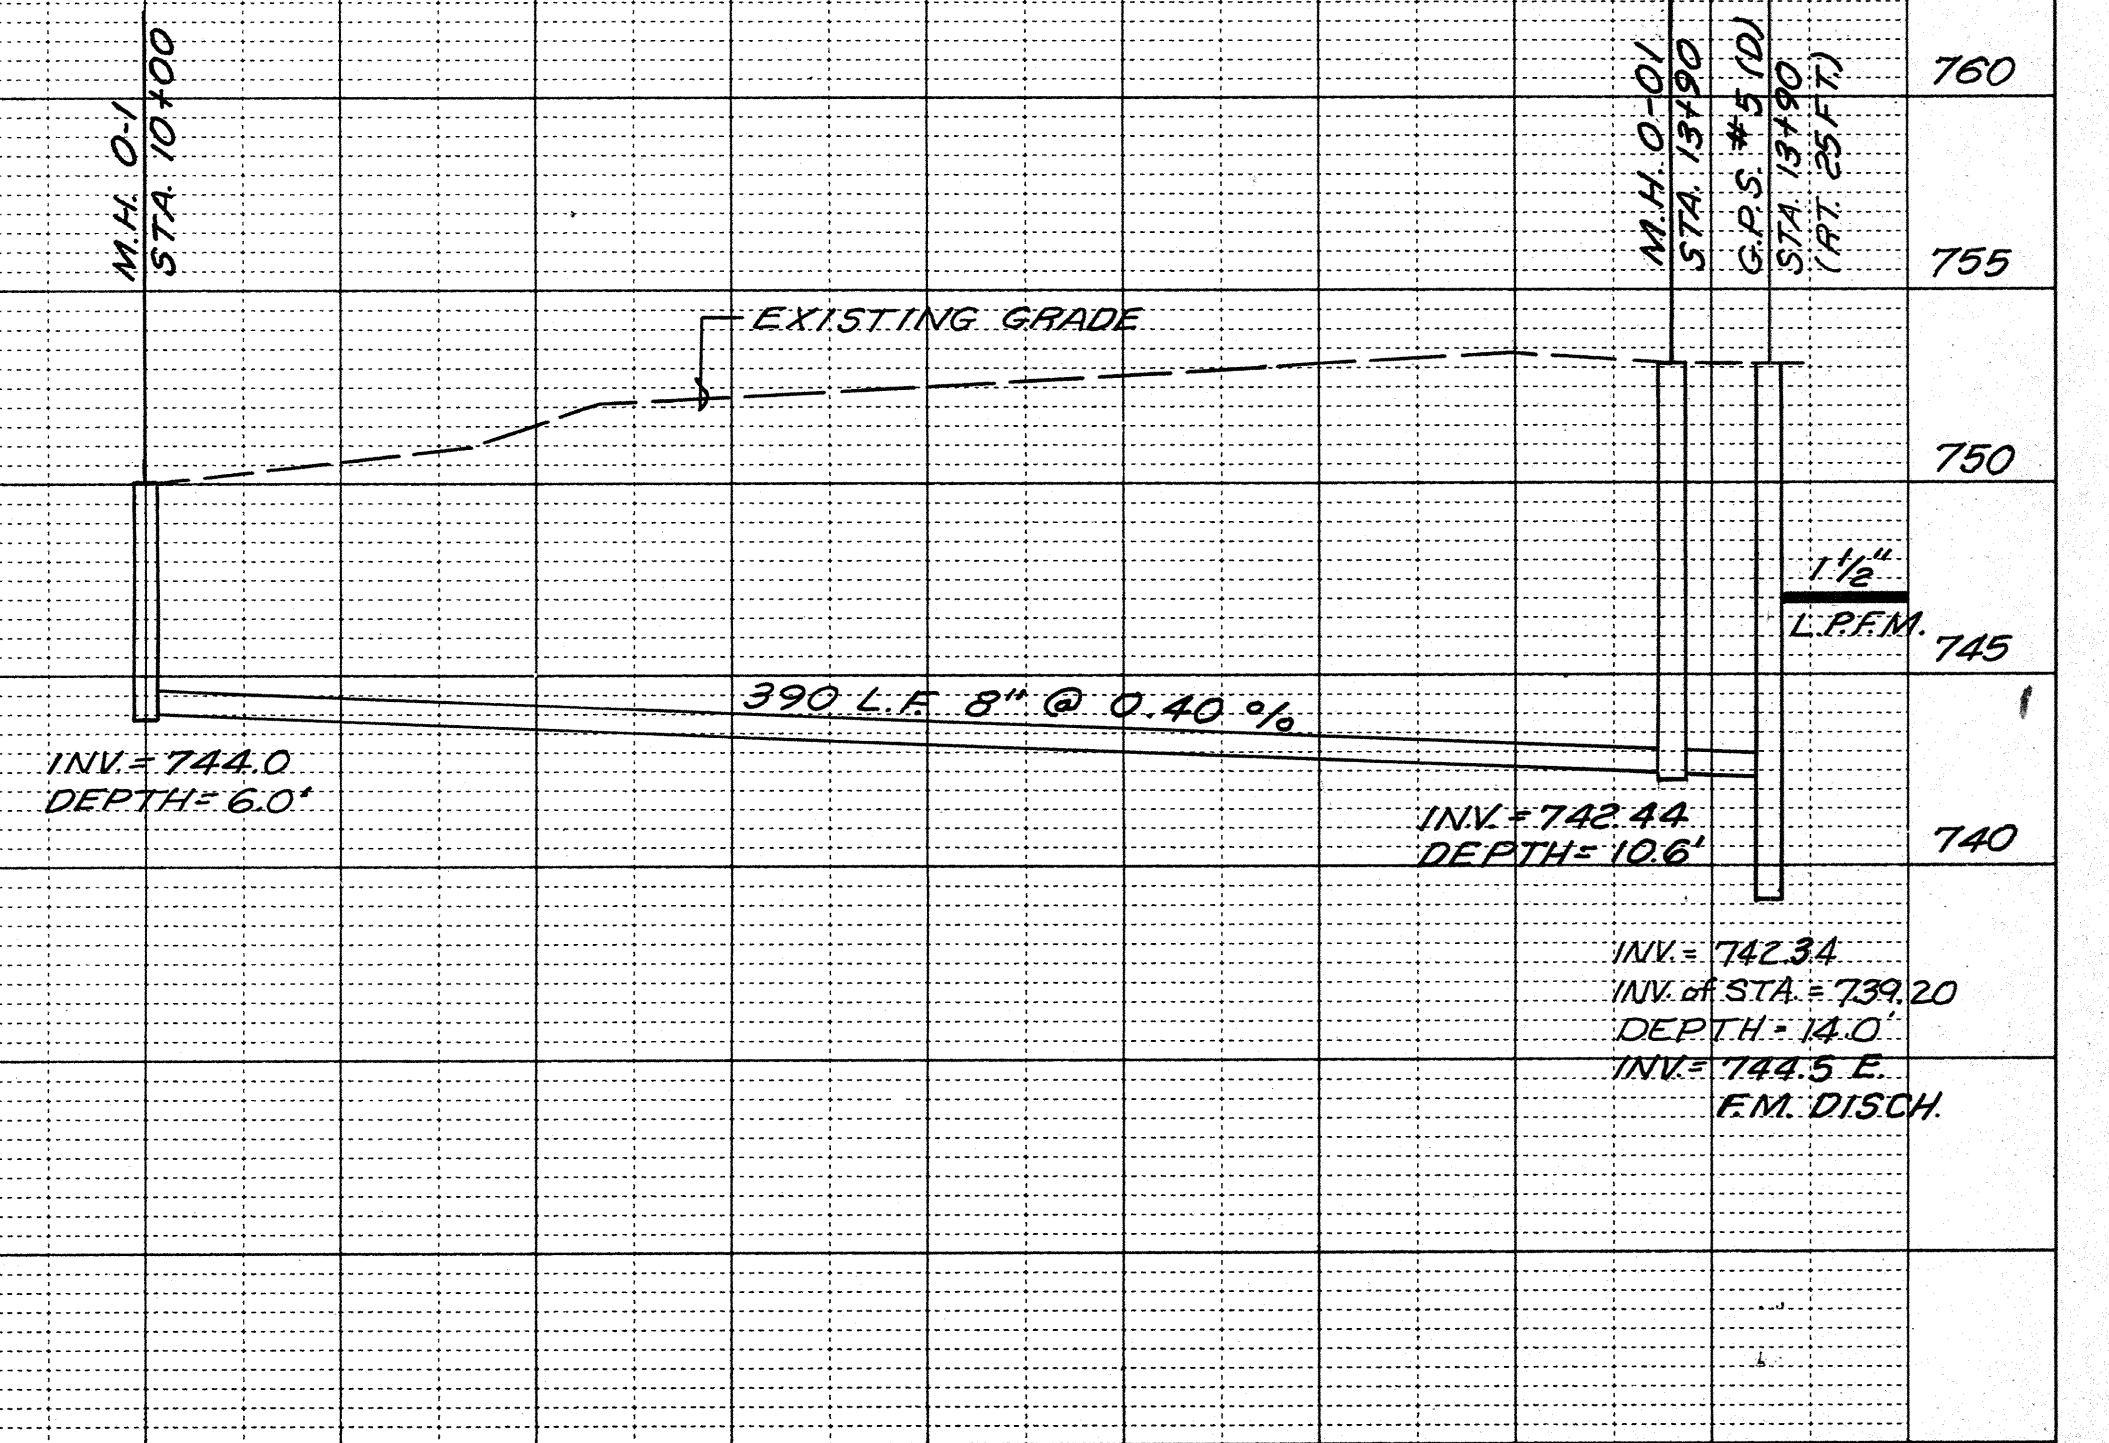 M.H. O-1
STA. 10+00
M.H. O-01
STA. 13+90
G.P.S. #5 (D)
STA. 13+90
(RT. 25FT.)
760
755
EXISTING GRADE
750
1 1/2"
L.P.F.M.
745
390 L.F. 8" @ 0.40 %
INV. = 744.0
DEPTH = 6.0'
INV. = 742.44
DEPTH = 10.6'
740
INV. = 742.34
INV. of STA. = 739.20
DEPTH = 14.0'
INV. = 744.5 E.
F.M. DISCH.